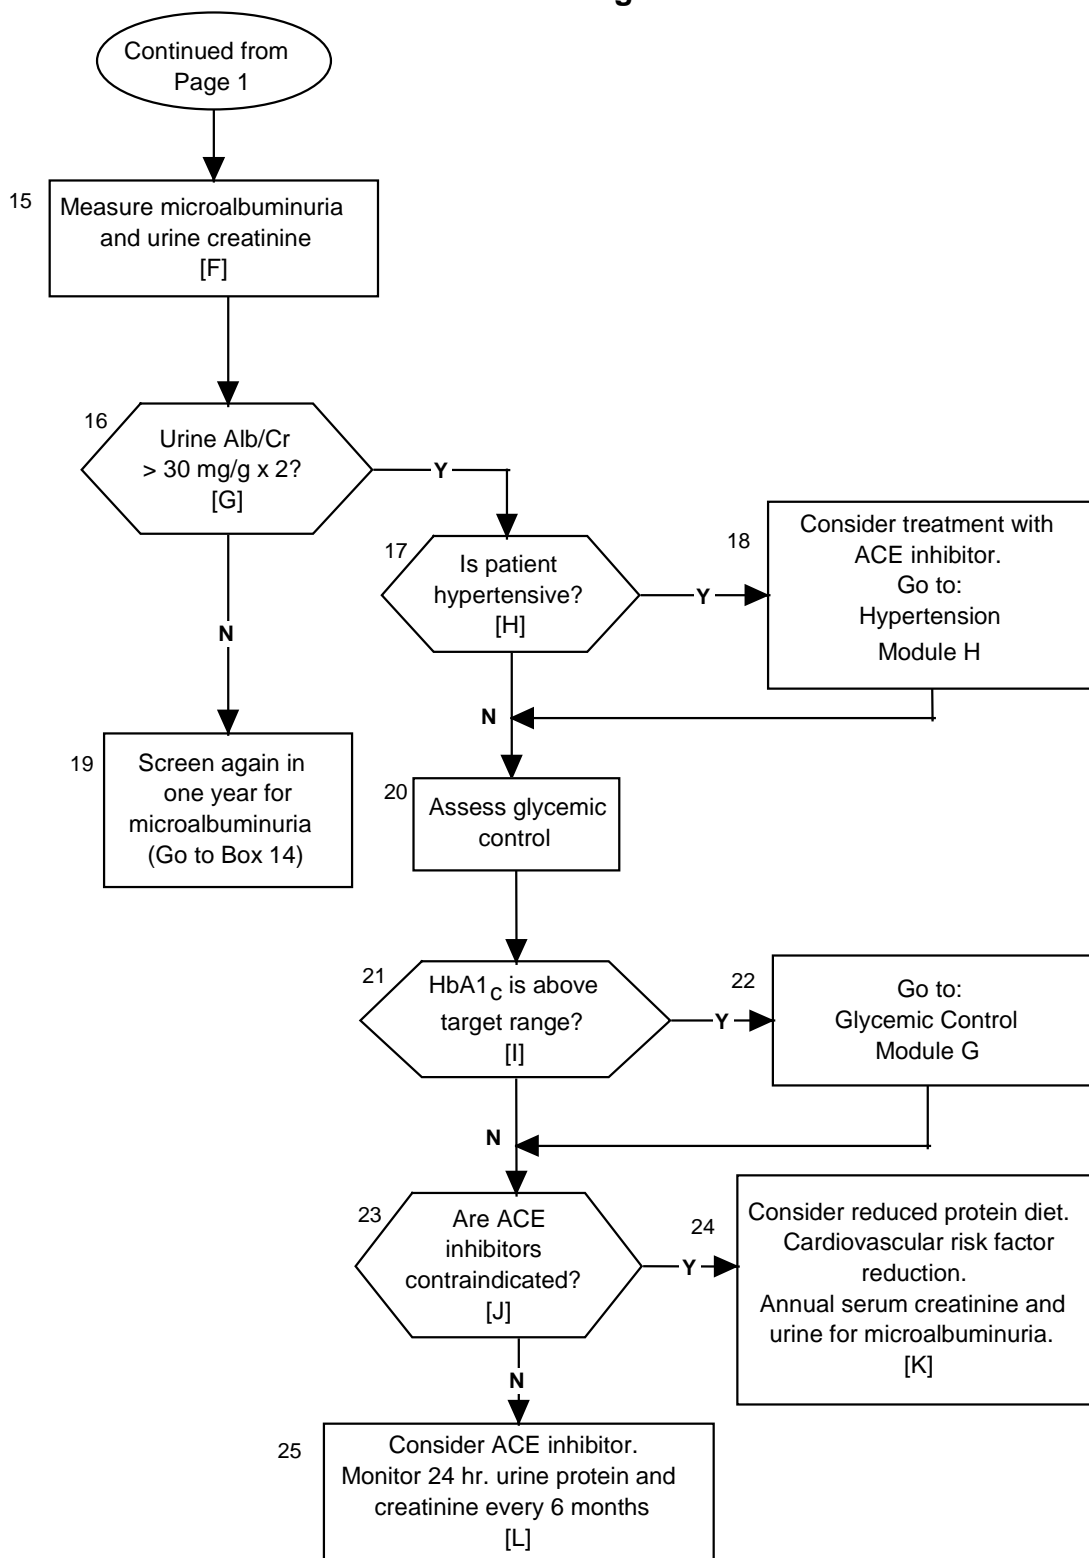 Continued from
Page 1
15
Measure microalbuminuria
and urine creatinine
[F]
16
Urine Alb/Cr
> 30 mg/g x 2?
[G]
Y
17
Is patient
hypertensive?
[H]
Y
18
Consider treatment with
ACE inhibitor.
Go to:
Hypertension
Module H
N
N
19
Screen again in
one year for
microalbuminuria
(Go to Box 14)
20
Assess glycemic
control
21
HbA1c is above
target range?
[I]
Y
22
Go to:
Glycemic Control
Module G
N
23
Are ACE
inhibitors
contraindicated?
[J]
Y
24
Consider reduced protein diet.
Cardiovascular risk factor
reduction.
Annual serum creatinine and
urine for microalbuminuria.
[K]
N
25
Consider ACE inhibitor.
Monitor 24 hr. urine protein and
creatinine every 6 months
[L]